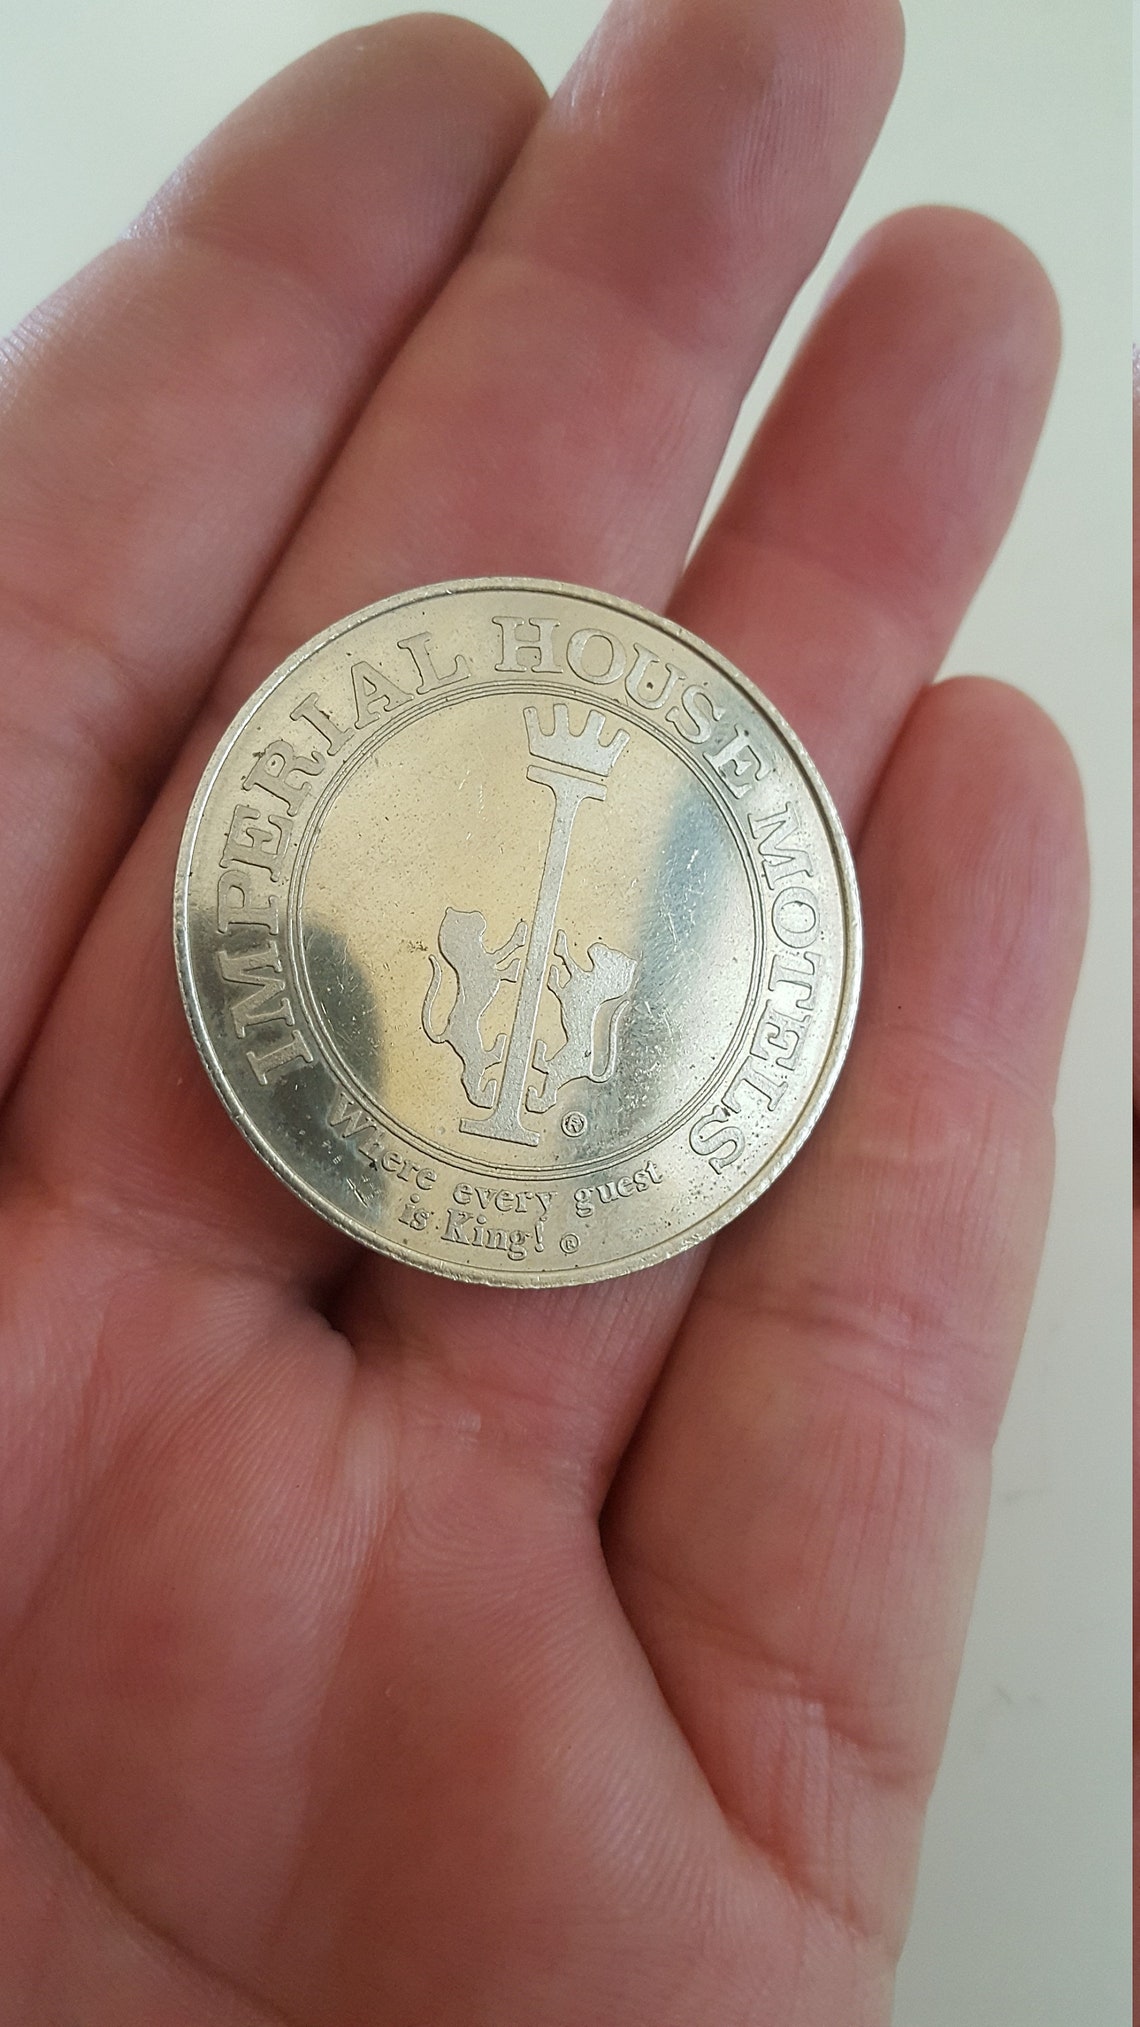 IMPERIAL HOUSE MOTELS
®
Where every guest
is King! ®